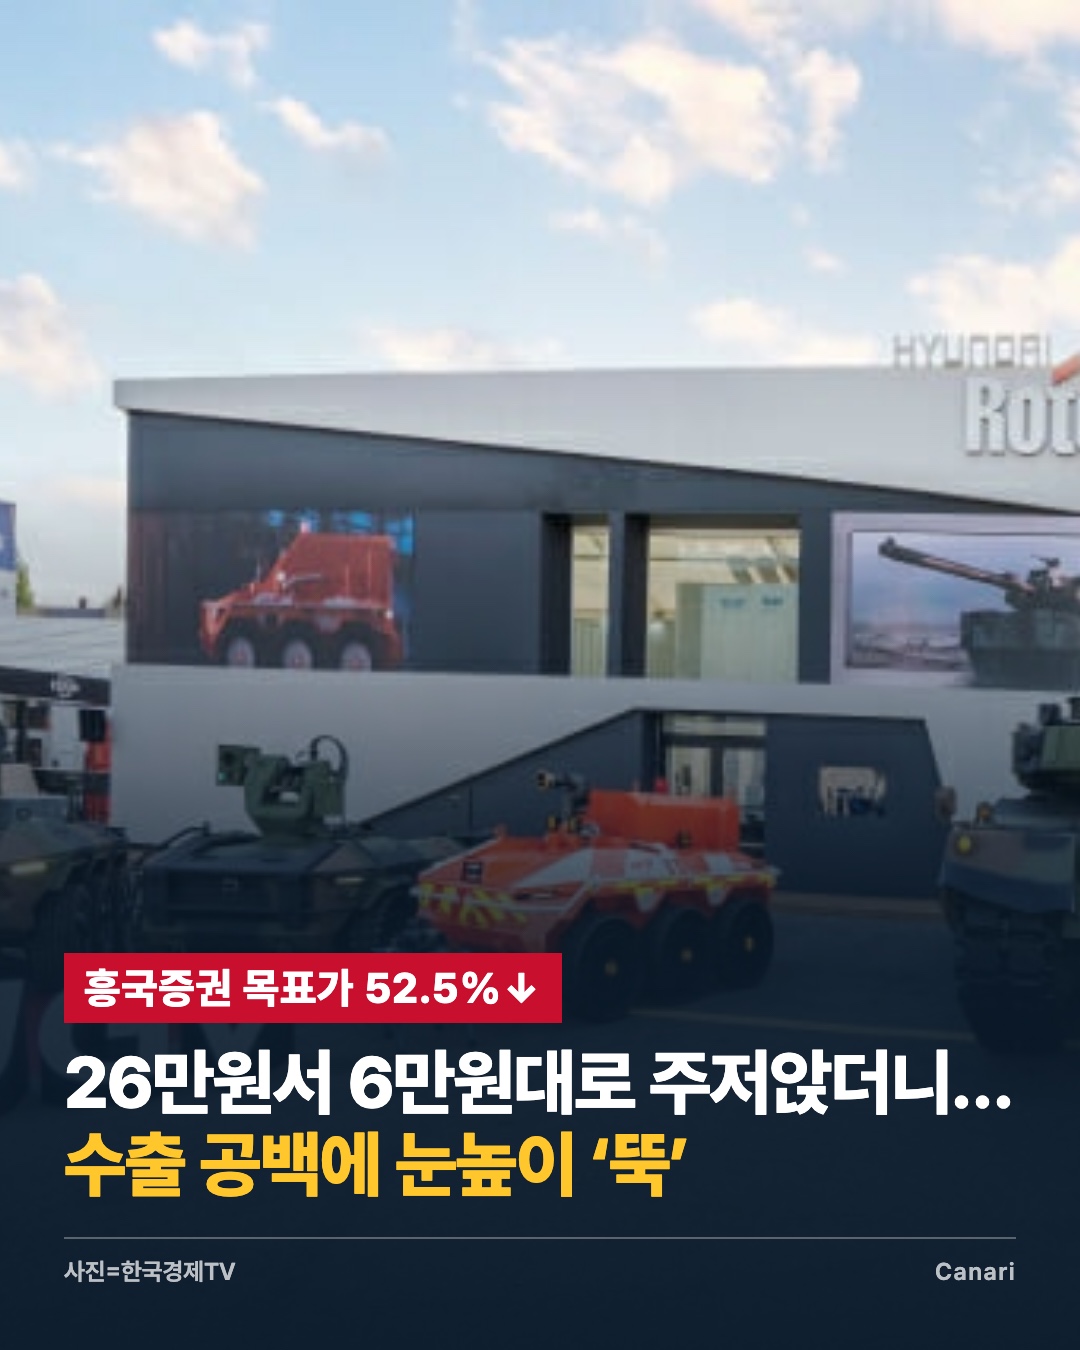 HYUNDAI
Rot
흥국증권 목표가 52.5%↓
26만원서 6만원대로 주저앉더니...
수출 공백에 눈높이 ‘뚝’
사진=한국경제TV
Canari